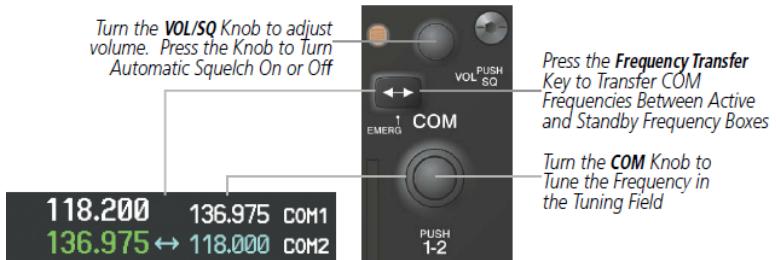 Turn the VOL/SQ Knob to adjust
volume.  Press the Knob to Turn
Automatic Squelch On or Off
VOL PUSH
SQ
EMERG COM
PUSH
1-2
Press the Frequency Transfer
Key to Transfer COM
Frequencies Between Active
and Standby Frequency Boxes
Turn the COM Knob to
Tune the Frequency in
the Tuning Field
118.200 136.975 COM1
136.975 ↔ 118.000 COM2